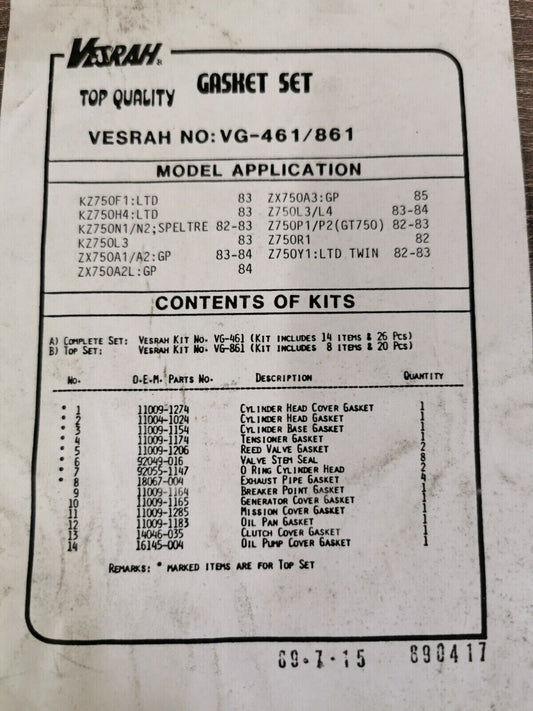 VESRAH®
TOP QUALITY
GASKET SET
VESRAH NO: VG-461/861
MODEL APPLICATION
KZ750F1:LTD 83 ZX750A3:GP 85
KZ750H4:LTD 83 Z750L3/L4 83-84
KZ750N1/N2;SPELTRE 82-83 Z750P1/P2(GT750) 82-83
KZ750L3 83 Z750R1 82
ZX750A1/A2:GP 83-84 Z750Y1:LTD TWIN 82-83
ZX750A2L:GP 84
CONTENTS OF KITS
A) COMPLETE SET: VESRAH KIT NO. VG-461 (KIT INCLUDES 14 ITEMS & 26 PCS)
B) TOP SET: VESRAH KIT NO. VG-861 (KIT INCLUDES 8 ITEMS & 20 PCS)
NO. O.E.M. PARTS NO. DESCRIPTION QUANTITY
* 1 11009-1274 CYLINDER HEAD COVER GASKET 1
* 2 11004-1024 CYLINDER HEAD GASKET 1
* 3 11009-1154 CYLINDER BASE GASKET 1
* 4 11009-1174 TENSIONER GASKET 1
* 5 11009-1206 REED VALVE GASKET 2
* 6 92049-016 VALVE STEM SEAL 8
* 7 92055-1147 O RING CYLINDER HEAD 2
* 8 18067-004 EXHAUST PIPE GASKET 4
9 11009-1164 BREAKER POINT GASKET 1
10 11009-1165 GENERATOR COVER GASKET 1
11 11009-1285 MISSION COVER GASKET 1
12 11009-1183 OIL PAN GASKET 1
13 14046-035 CLUTCH COVER GASKET 1
14 16145-004 OIL PUMP COVER GASKET 1
REMARKS: * MARKED ITEMS ARE FOR TOP SET
89-7-15 890417